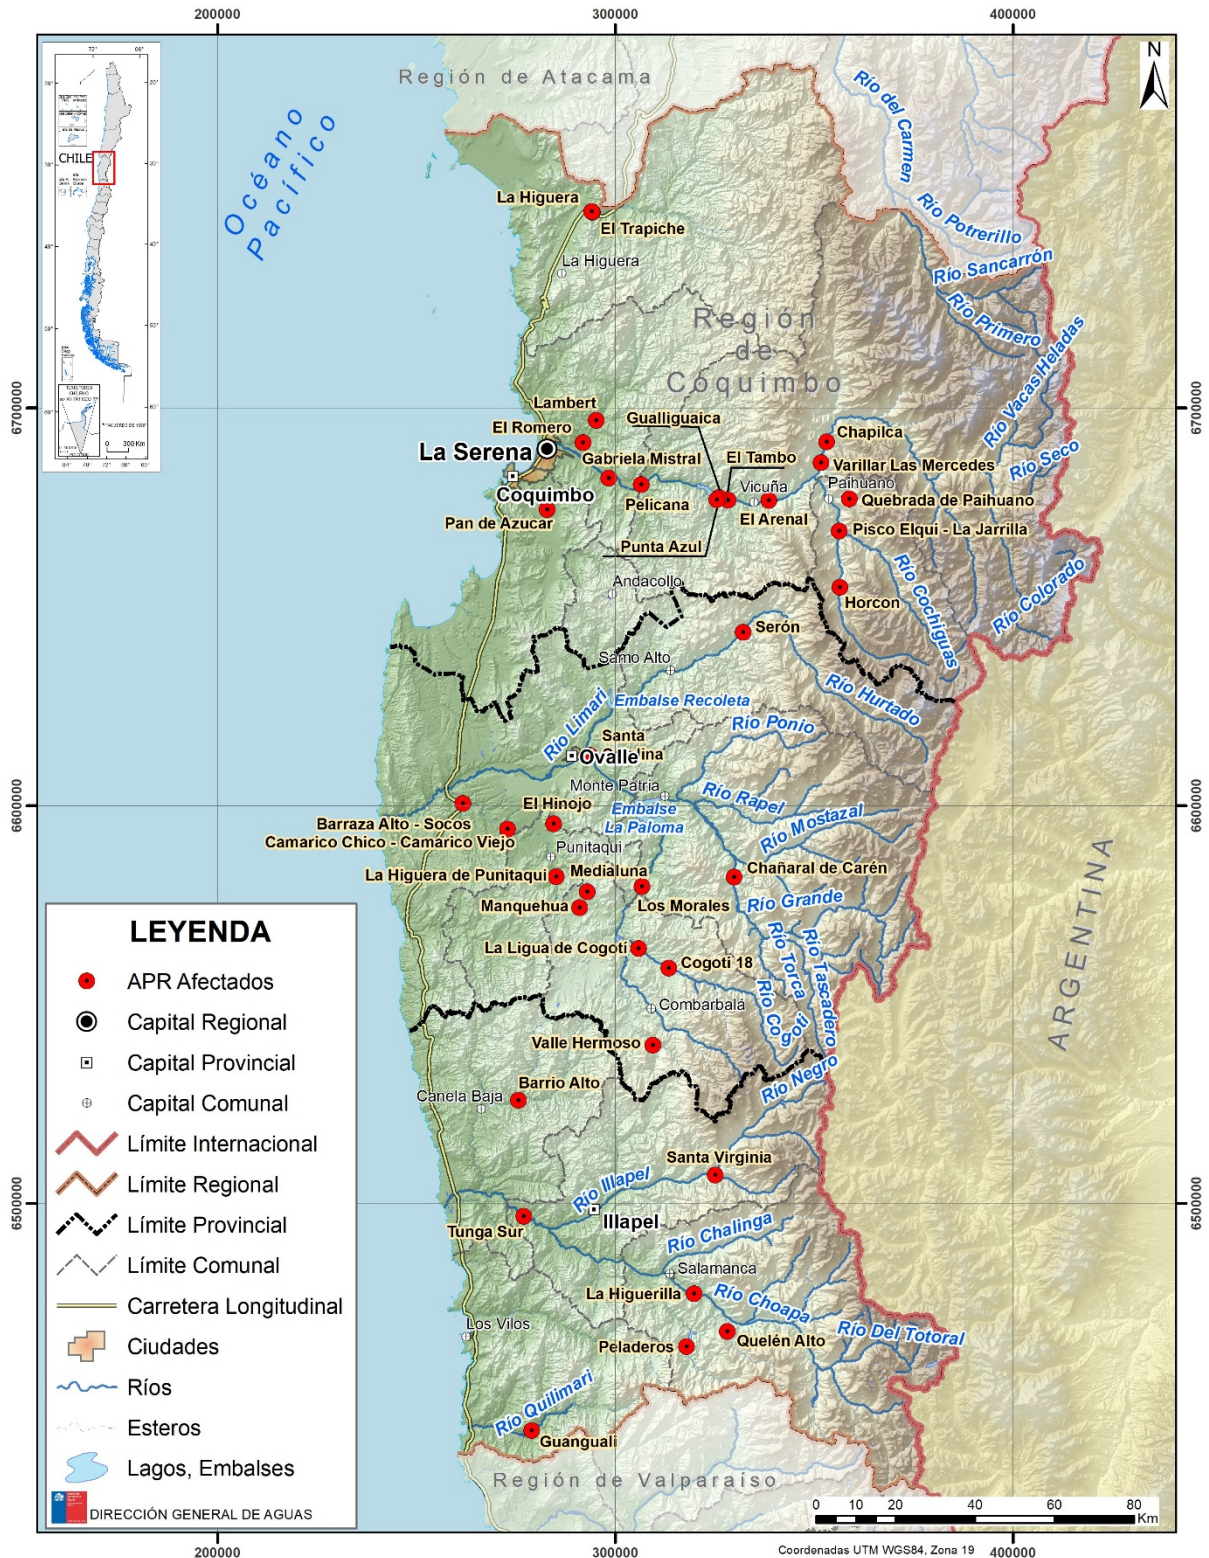 200000
300000
400000
Región de Atacama
N
Río del Carmen
CHILE
Océano
Pacífico
La Higuera
El Trapiche
Río Potrerillo
La Higuera
Río Sancarrón
Río Primero
Región
de
Coquimbo
Río Vacas Heladas
0 300 Km
6700000
6700000
Lambert
Gualliguaica
El Romero
Chapilca
La Serena
Gabriela Mistral
El Tambo
Varillar Las Mercedes
Río Seco
Coquimbo
Vicuña
Paihuano
Pelicana
El Arenal
Quebrada de Paihuano
Pan de Azucar
Punta Azul
Pisco Elqui - La Jarrilla
Andacollo
Río Cochiguas
Río Colorado
Horcon
Serón
Samo Alto
Río Hurtado
Embalse Recoleta
Río Limari
Río Ponio
Santa
Ovalle
Monte Patria
Río Rapel
6600000
6600000
El Hinojo
Embalse
La Paloma
Río Mostazal
Barraza Alto - Socos
Camarico Chico - Camarico Viejo
Punitaqui
La Higuera de Punitaqui
Medialuna
Chañaral de Carén
Manquehua
Los Morales
Río Grande
ARGENTINA
La Ligua de Cogotí
Río Torca
Río Tascadero
Cogoti 18
Río Cogoti
Combarbalá
Valle Hermoso
Río Negro
Barrio Alto
Canela Baja
Santa Virginia
Río Illapel
6500000
6500000
Illapel
Tunga Sur
Río Chalinga
Salamanca
La Higuerilla
Río Choapa
Los Vilos
Río Del Totoral
Peladeros
Quelén Alto
Río Quilimari
Guanguali
Región de Valparaíso
LEYENDA
APR Afectados
Capital Regional
Capital Provincial
Capital Comunal
Límite Internacional
Límite Regional
Límite Provincial
Límite Comunal
Carretera Longitudinal
Ciudades
Ríos
Esteros
Lagos, Embalses
DIRECCIÓN GENERAL DE AGUAS
0 10 20 40 60 80
Km
200000
300000
400000
Coordenadas UTM WGS84, Zona 19